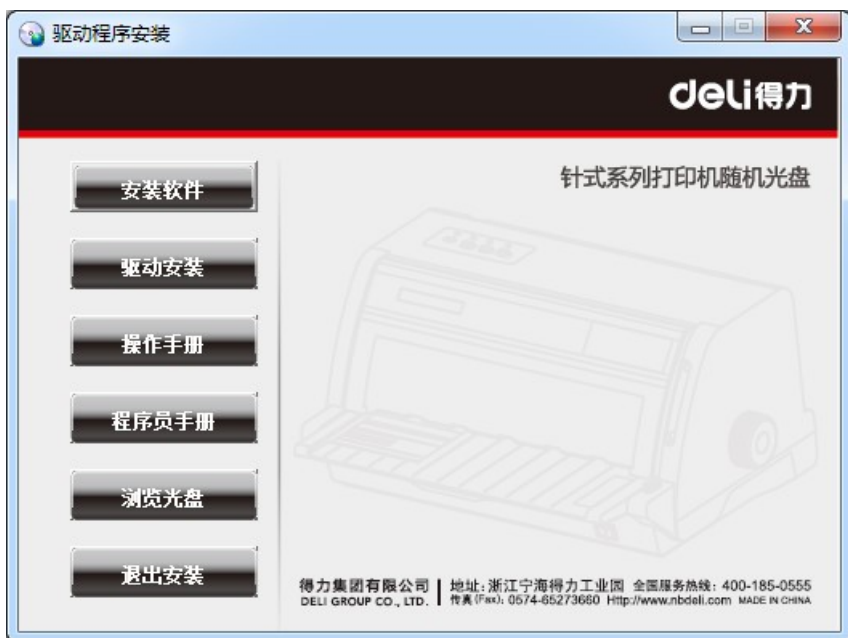 驱动程序安装
deli得力
针式系列打印机随机光盘
安装软件
驱动安装
操作手册
程序员手册
浏览光盘
退出安装
得力集团有限公司 地址:浙江宁海得力工业园 全国服务热线:400-185-0555
DELI GROUP CO., LTD. 传真(Fax): 0574-65273660 Http://www.nbdeli.com MADE IN CHINA